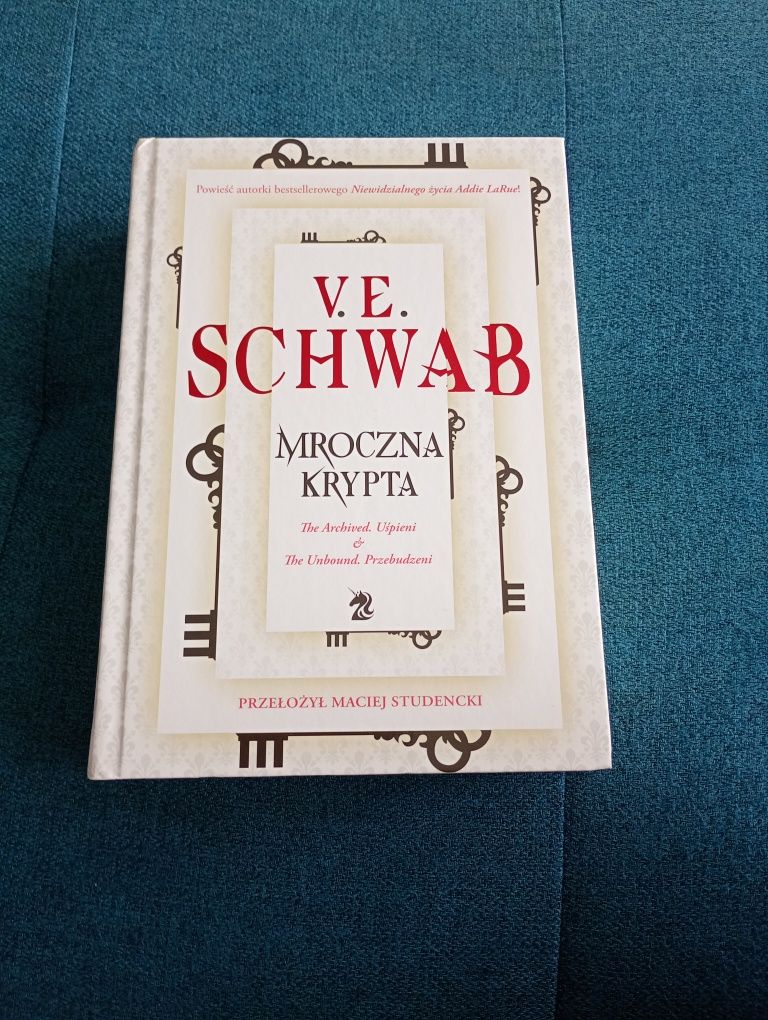 Powieść autorki bestsellerowego Niewidzialnego życia Addie LaRue!
V. E.
SCHWAB
MROCZNA
KRYPTA
The Archived. Uśpieni
&
The Unbound. Przebudzeni
PRZEŁOŻYŁ MACIEJ STUDENCKI